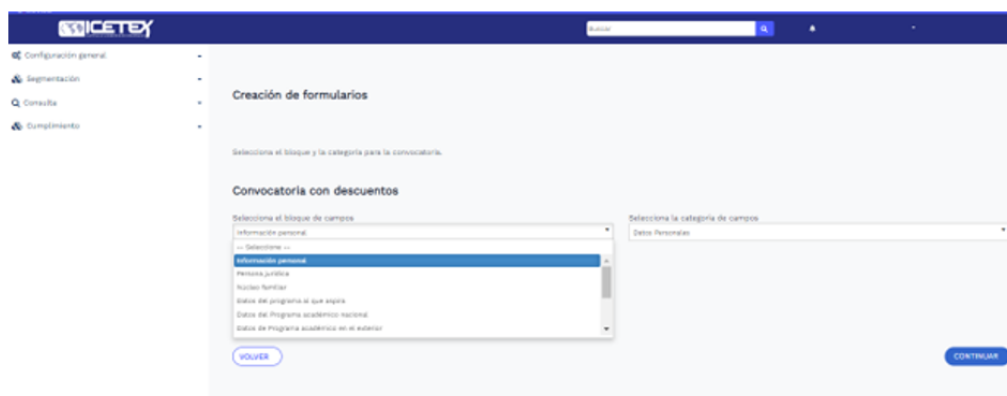 ICETEX
Buscar
Configuración general
Segmentación
Consulta
Cumplimiento
Creación de formularios
Selecciona el bloque y la categoría para la convocatoria.
Convocatoria con descuentos
Selecciona el bloque de campos
Selecciona la categoría de campos
Información personal
Datos Personales
-- Seleccione --
Información personal
Persona jurídica
Núcleo familiar
Datos del programa al que aspira
Datos del Programa académico nacional
Datos de Programa académico en el exterior
VOLVER
CONTINUAR